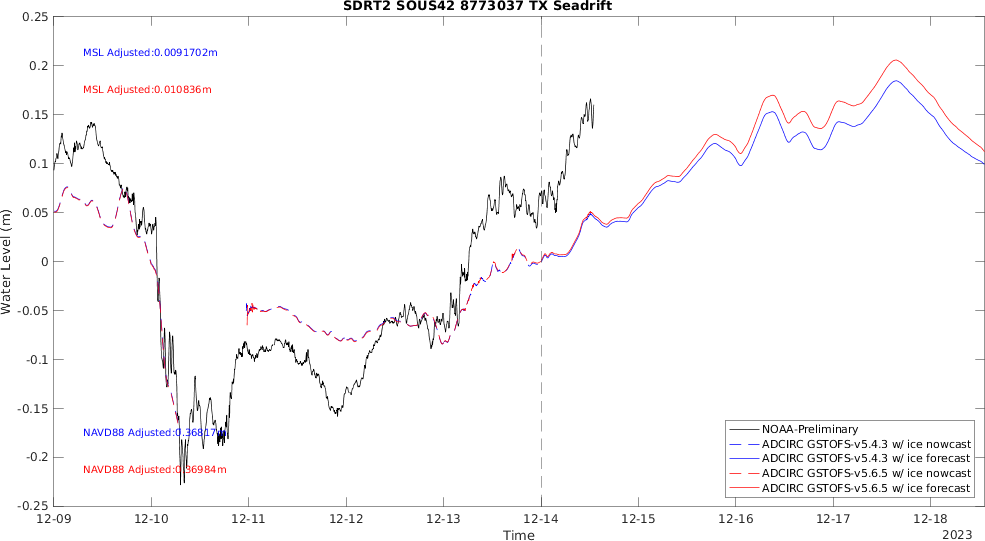 SDRT2 SOUS42 8773037 TX Seadrift
0.25
0.2
0.15
0.1
0.05
0
-0.05
-0.1
-0.15
-0.2
-0.25
Water Level (m)
MSL Adjusted:0.0091702m
MSL Adjusted:0.010836m
NAVD88 Adjusted:0.36817m
NAVD88 Adjusted:0.36984m
NOAA-Preliminary
ADCIRC GSTOFS-v5.4.3 w/ ice nowcast
ADCIRC GSTOFS-v5.4.3 w/ ice forecast
ADCIRC GSTOFS-v5.6.5 w/ ice nowcast
ADCIRC GSTOFS-v5.6.5 w/ ice forecast
12-09 12-10 12-11 12-12 12-13 12-14 12-15 12-16 12-17 12-18
Time
2023